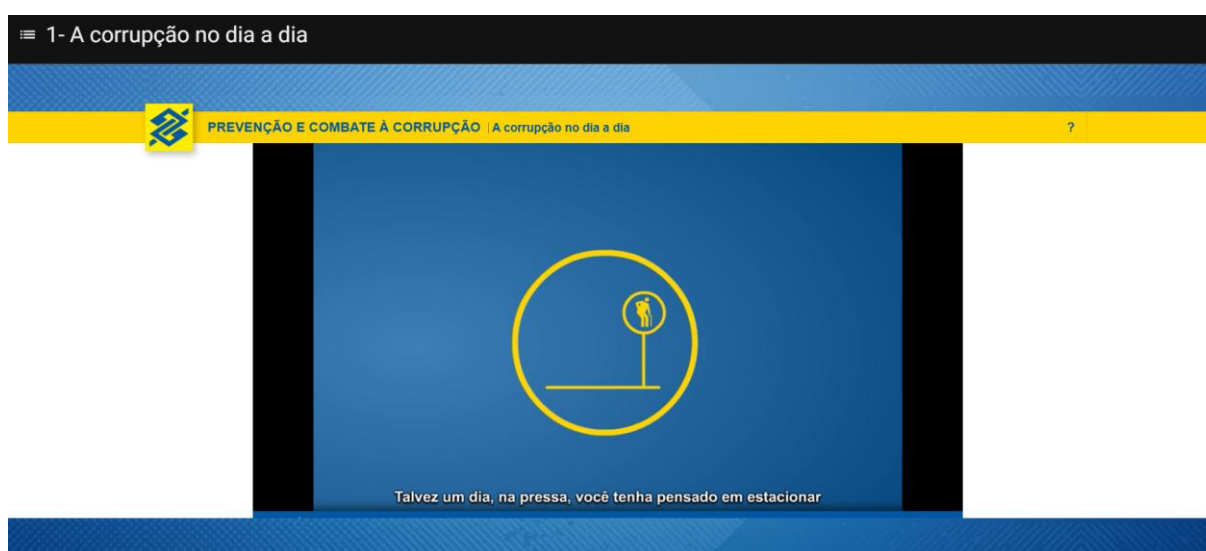 1- A corrupção no dia a dia
PREVENÇÃO E COMBATE À CORRUPÇÃO | A corrupção no dia a dia ?
Talvez um dia, na pressa, você tenha pensado em estacionar